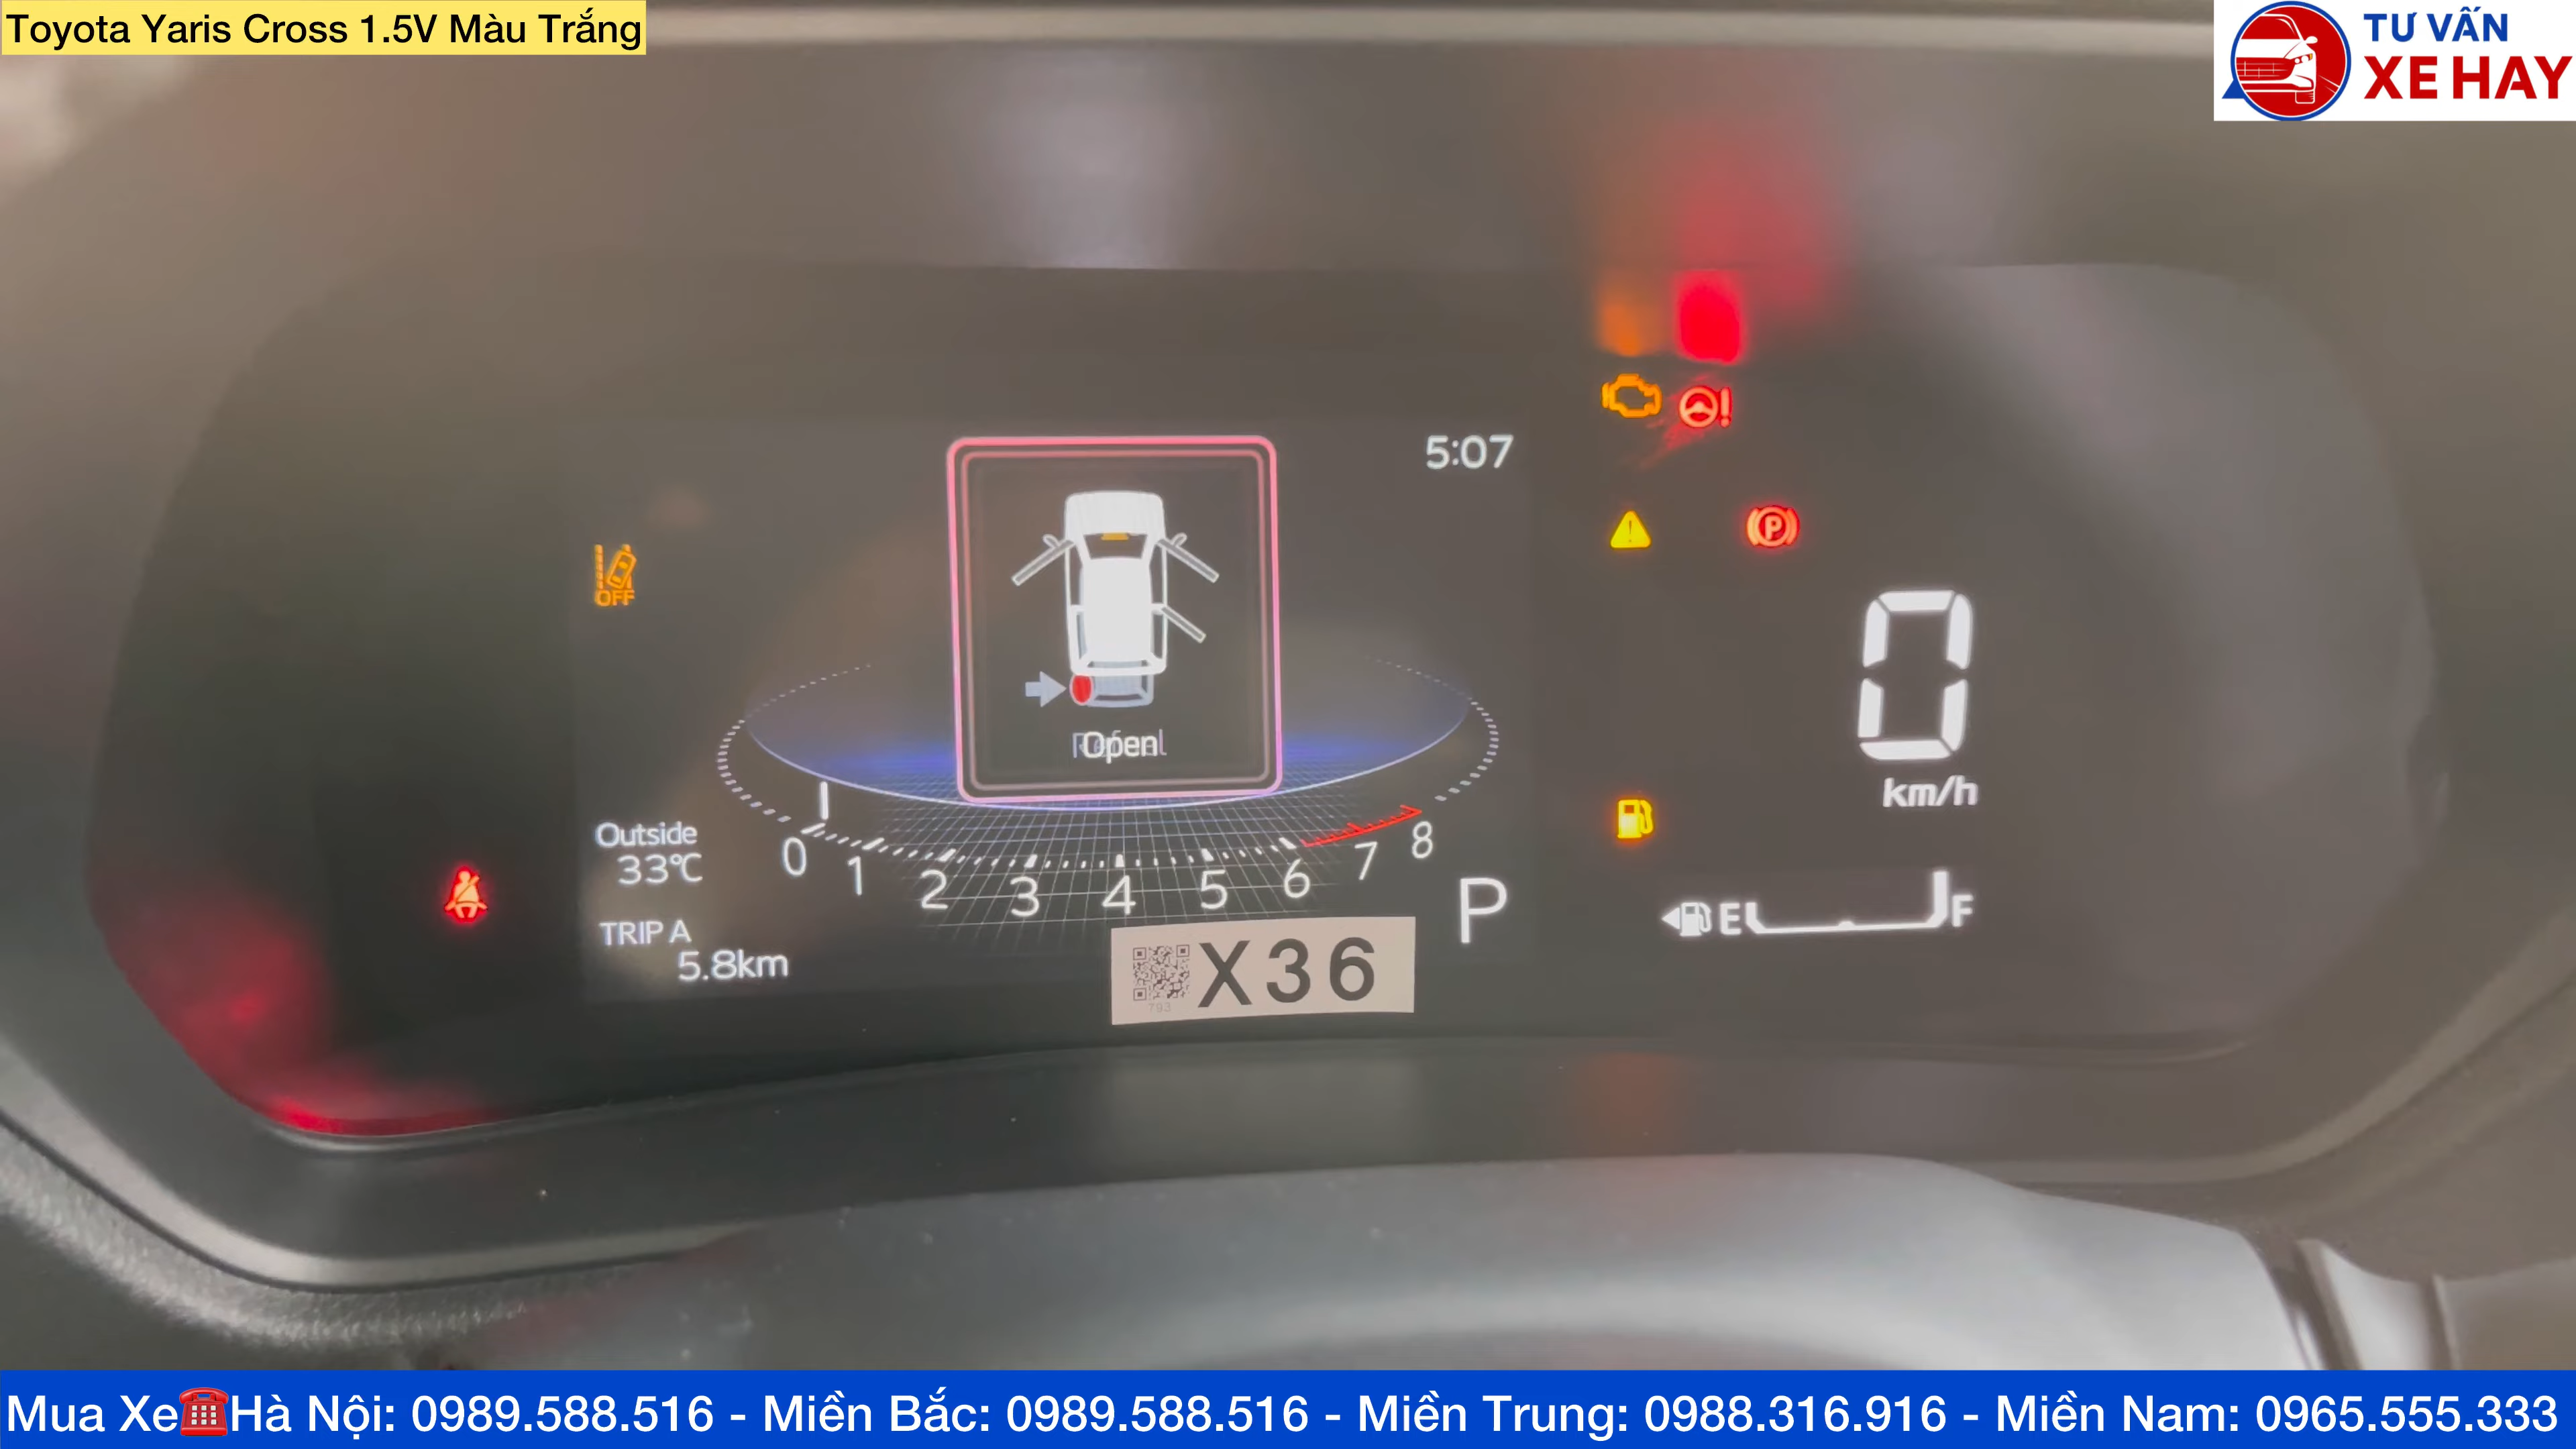 Toyota Yaris Cross 1.5V Màu Trắng
TƯ VẤN
XE HAY
5:07
OFF
Open
0
km/h
Outside
33°C
0 1 2 3 4 5 6 7 8
P
E F
TRIP A
5.8km
X36
793
Mua Xe☎️Hà Nội: 0989.588.516 - Miền Bắc: 0989.588.516 - Miền Trung: 0988.316.916 - Miền Nam: 0965.555.333